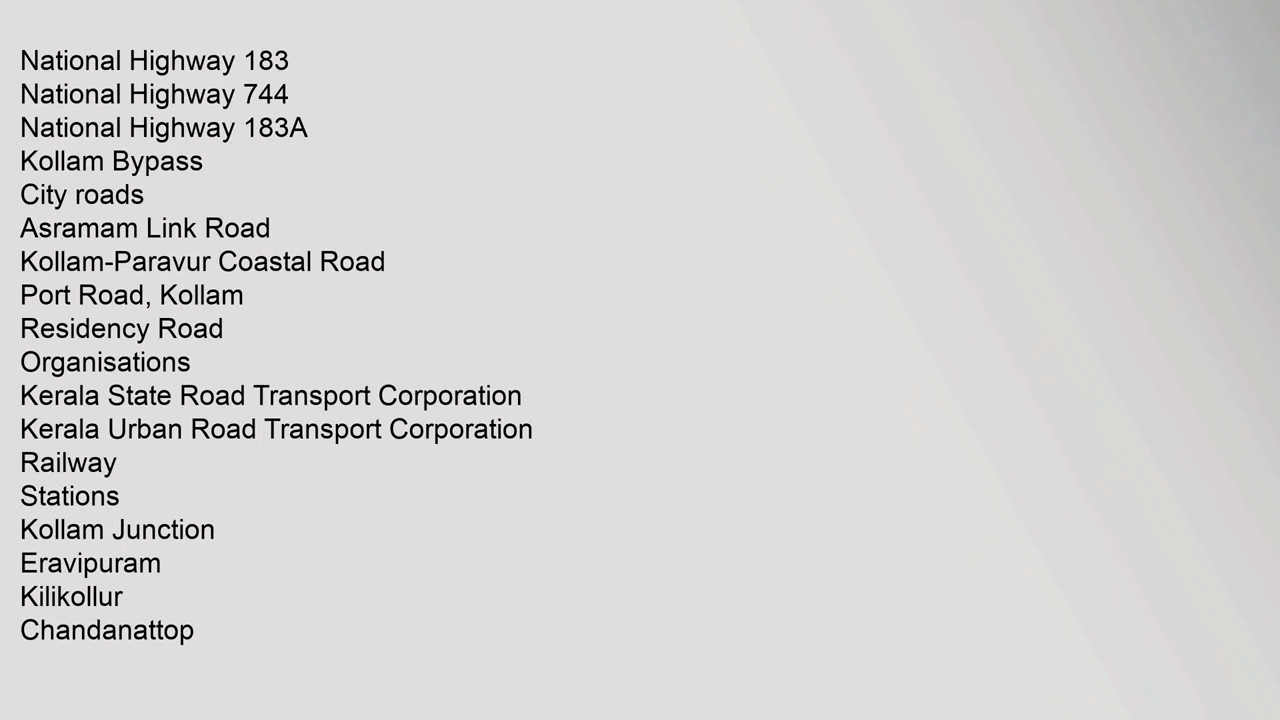 National Highway 183
National Highway 744
National Highway 183A
Kollam Bypass
City roads
Asramam Link Road
Kollam-Paravur Coastal Road
Port Road, Kollam
Residency Road
Organisations
Kerala State Road Transport Corporation
Kerala Urban Road Transport Corporation
Railway
Stations
Kollam Junction
Eravipuram
Kilikollur
Chandanattop